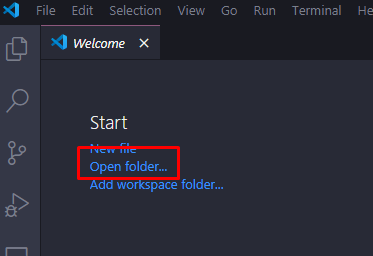 File Edit Selection View Go Run Terminal He
Welcome
Start
New file
Open folder...
Add workspace folder...